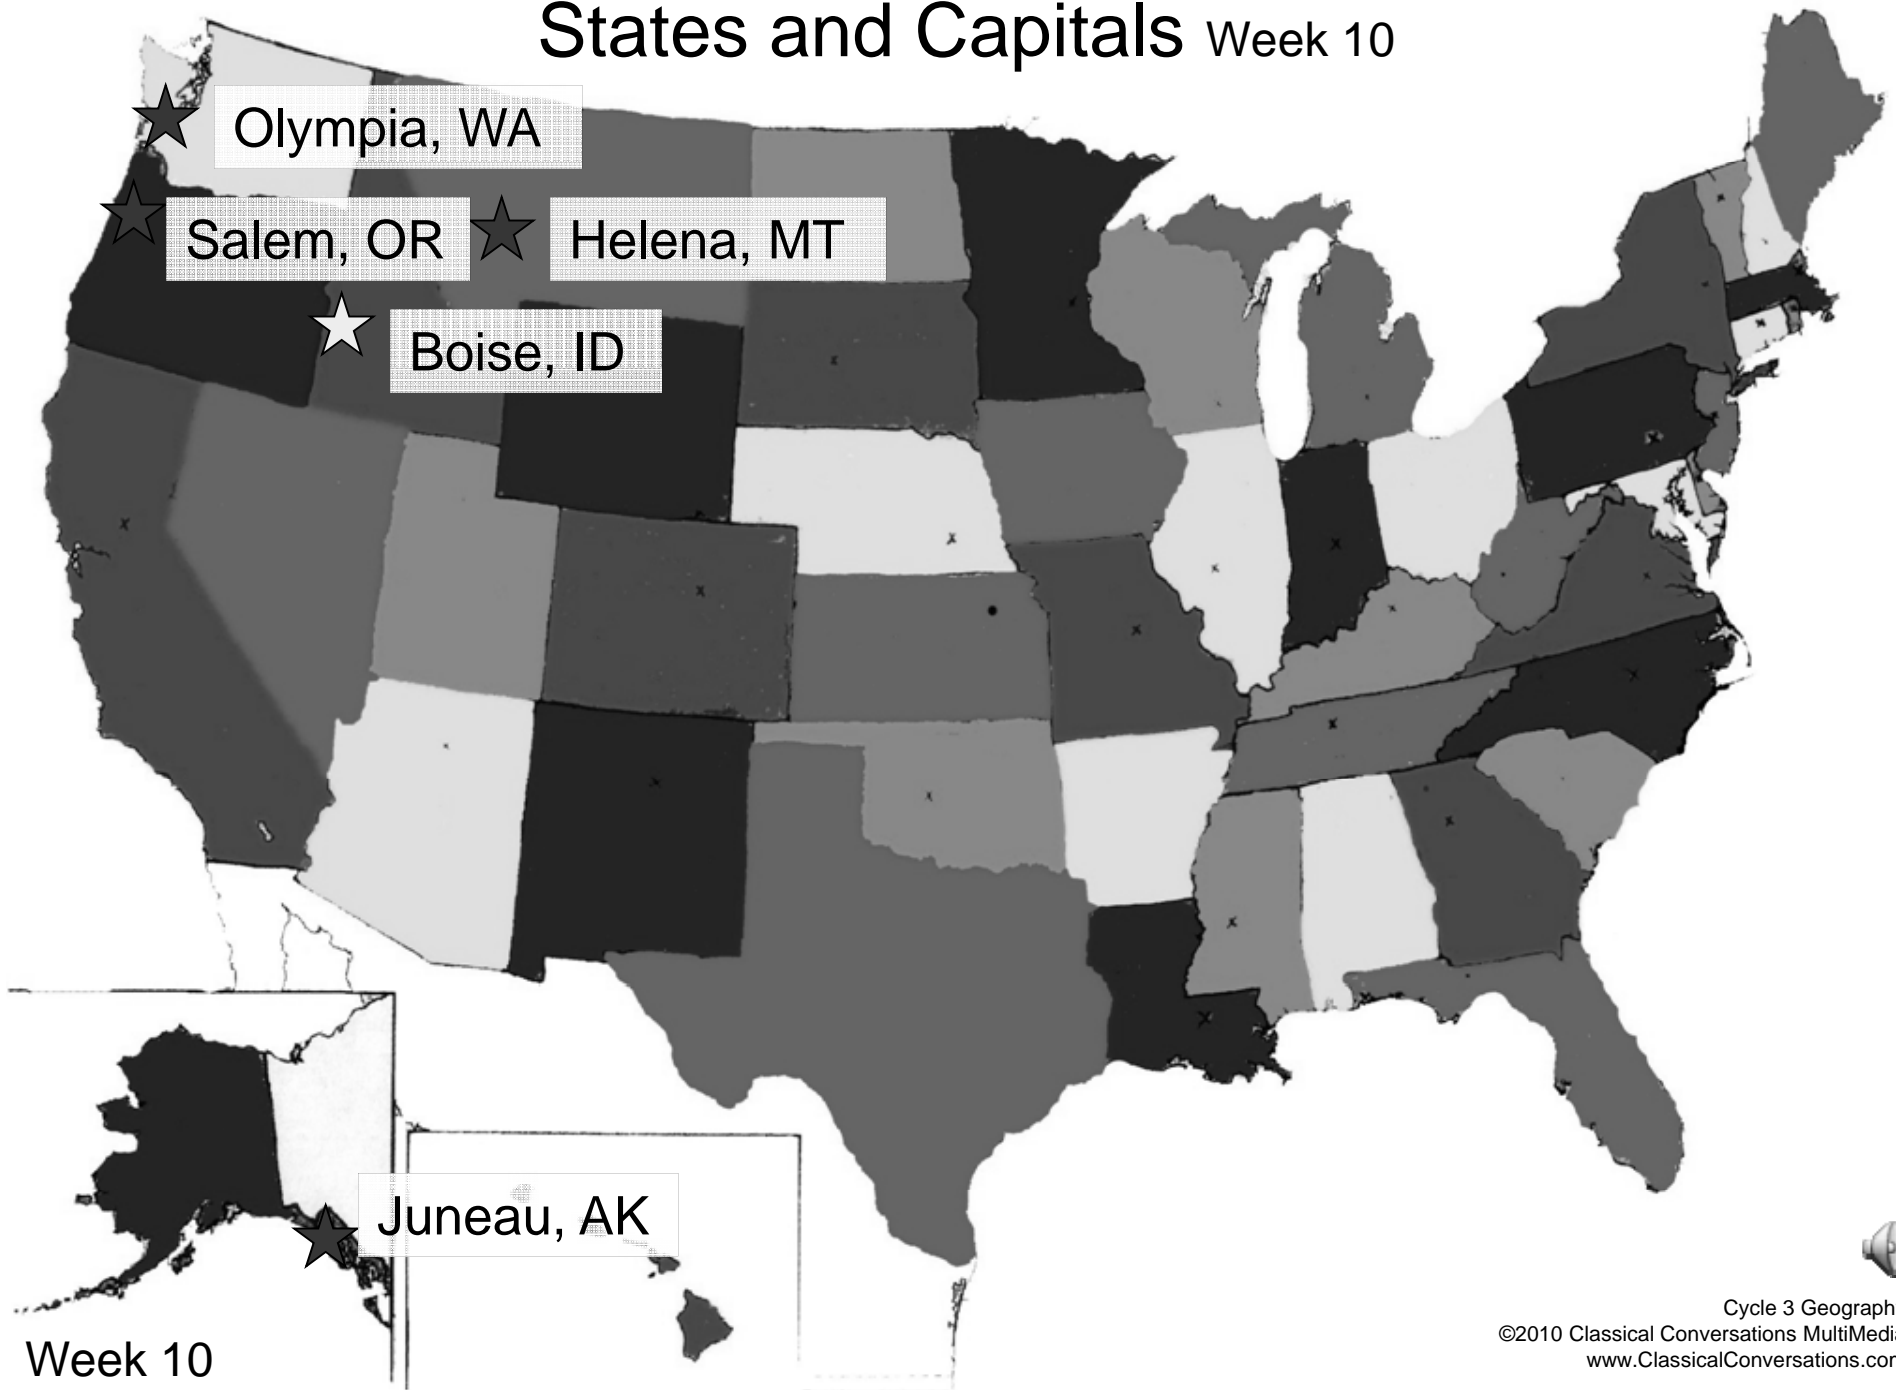 States and Capitals Week 10
Olympia, WA
Salem, OR
Helena, MT
Boise, ID
Juneau, AK
Week 10
Cycle 3 Geograph
©2010 Classical Conversations MultiMedia
www.ClassicalConversations.com